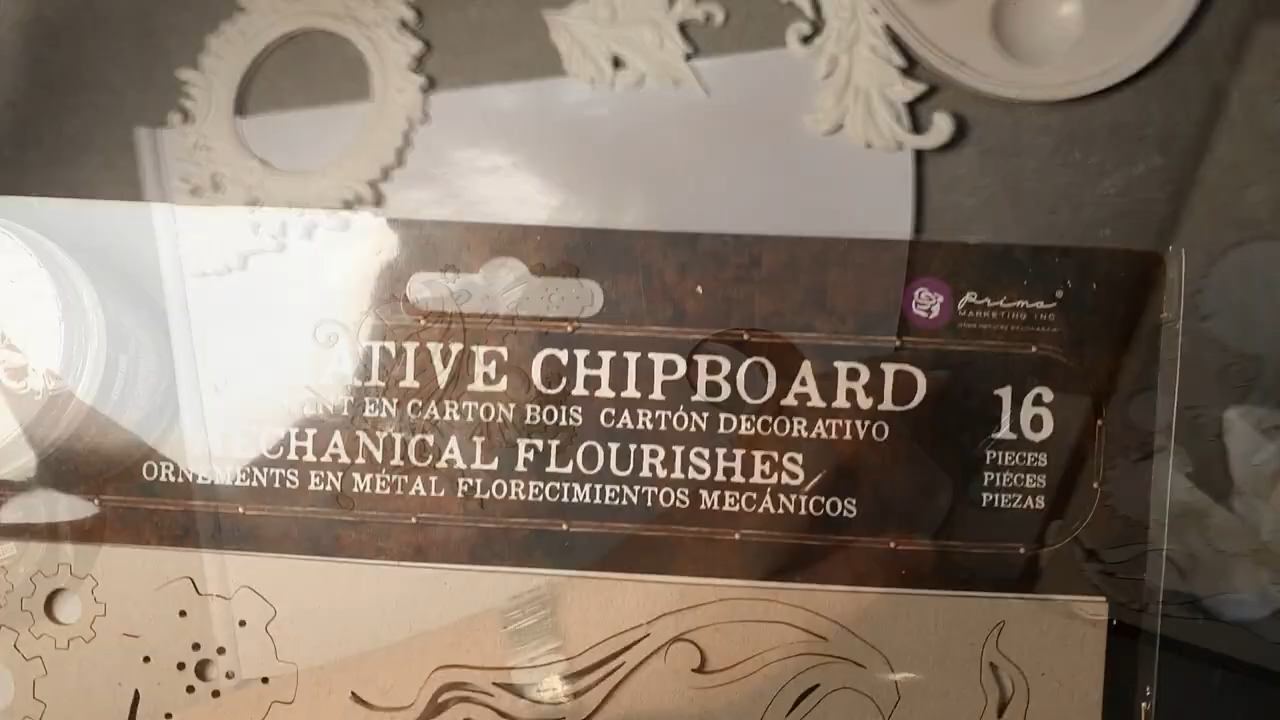 prima
MARKETING INC
ATIVE CHIPBOARD
EN CARTON BOIS CARTÓN DECORATIVO
MECHANICAL FLOURISHES
ORNEMENTS EN MÉTAL FLORECIMIENTOS MECÁNICOS
16
PIECES
PIÈCES
PIEZAS